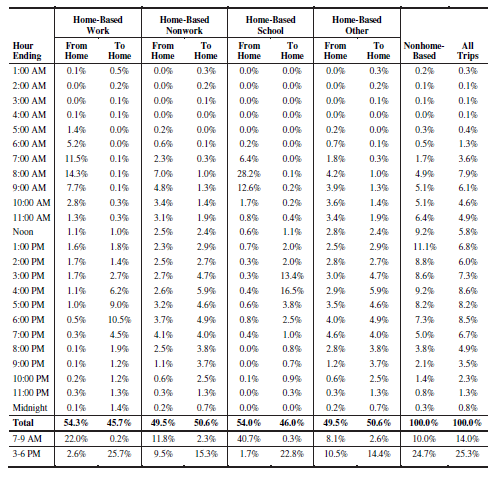 Home-Based Home-Based Home-Based Home-Based
Work Nonwork School Other
Hour From To From To From To From To Nonhome- All
Ending Home Home Home Home Home Home Home Home Based Trips
1:00 AM 0.1% 0.5% 0.0% 0.3% 0.0% 0.0% 0.0% 0.3% 0.2% 0.3%
2:00 AM 0.0% 0.2% 0.0% 0.2% 0.0% 0.0% 0.0% 0.2% 0.1% 0.1%
3:00 AM 0.0% 0.1% 0.0% 0.1% 0.0% 0.0% 0.0% 0.1% 0.1% 0.1%
4:00 AM 0.1% 0.1% 0.0% 0.0% 0.0% 0.0% 0.0% 0.0% 0.0% 0.1%
5:00 AM 1.4% 0.0% 0.2% 0.0% 0.0% 0.0% 0.2% 0.0% 0.3% 0.4%
6:00 AM 5.2% 0.0% 0.6% 0.1% 0.2% 0.0% 0.7% 0.1% 0.5% 1.3%
7:00 AM 11.5% 0.1% 2.3% 0.3% 6.4% 0.0% 1.8% 0.3% 1.7% 3.6%
8:00 AM 14.3% 0.1% 7.0% 1.0% 28.2% 0.1% 4.2% 1.0% 4.9% 7.9%
9:00 AM 7.7% 0.1% 4.8% 1.3% 12.6% 0.2% 3.9% 1.3% 5.1% 6.1%
10:00 AM 2.8% 0.3% 3.4% 1.4% 1.7% 0.2% 3.6% 1.4% 5.1% 4.6%
11:00 AM 1.3% 0.3% 3.1% 1.9% 0.8% 0.4% 3.4% 1.9% 6.4% 4.9%
Noon 1.1% 1.0% 2.5% 2.4% 0.6% 1.1% 2.8% 2.4% 9.2% 5.8%
1:00 PM 1.6% 1.8% 2.3% 2.9% 0.7% 2.0% 2.5% 2.9% 11.1% 6.8%
2:00 PM 1.7% 1.4% 2.5% 2.7% 0.3% 2.0% 2.8% 2.7% 8.8% 6.0%
3:00 PM 1.7% 2.7% 2.7% 4.7% 0.3% 13.4% 3.0% 4.7% 8.6% 7.3%
4:00 PM 1.1% 6.2% 2.6% 5.9% 0.4% 16.5% 2.9% 5.9% 9.2% 8.6%
5:00 PM 1.0% 9.0% 3.2% 4.6% 0.6% 3.8% 3.5% 4.6% 8.2% 8.2%
6:00 PM 0.5% 10.5% 3.7% 4.9% 0.8% 2.5% 4.0% 4.9% 7.3% 8.5%
7:00 PM 0.3% 4.5% 4.1% 4.0% 0.4% 1.0% 4.6% 4.0% 5.0% 6.7%
8:00 PM 0.1% 1.9% 2.5% 3.8% 0.0% 0.8% 2.8% 3.8% 3.8% 4.9%
9:00 PM 0.1% 1.2% 1.1% 3.7% 0.0% 0.7% 1.2% 3.7% 2.1% 3.5%
10:00 PM 0.2% 1.2% 0.6% 2.5% 0.1% 0.9% 0.6% 2.5% 1.4% 2.3%
11:00 PM 0.3% 1.3% 0.3% 1.3% 0.0% 0.3% 0.3% 1.3% 0.8% 1.3%
Midnight 0.1% 1.4% 0.2% 0.7% 0.0% 0.0% 0.2% 0.7% 0.3% 0.8%
Total 54.3% 45.7% 49.5% 50.6% 54.0% 46.0% 49.5% 50.6% 100.0% 100.0%
7-9 AM 22.0% 0.2% 11.8% 2.3% 40.7% 0.3% 8.1% 2.6% 10.0% 14.0%
3-6 PM 2.6% 25.7% 9.5% 15.3% 1.7% 22.8% 10.5% 14.4% 24.7% 25.3%